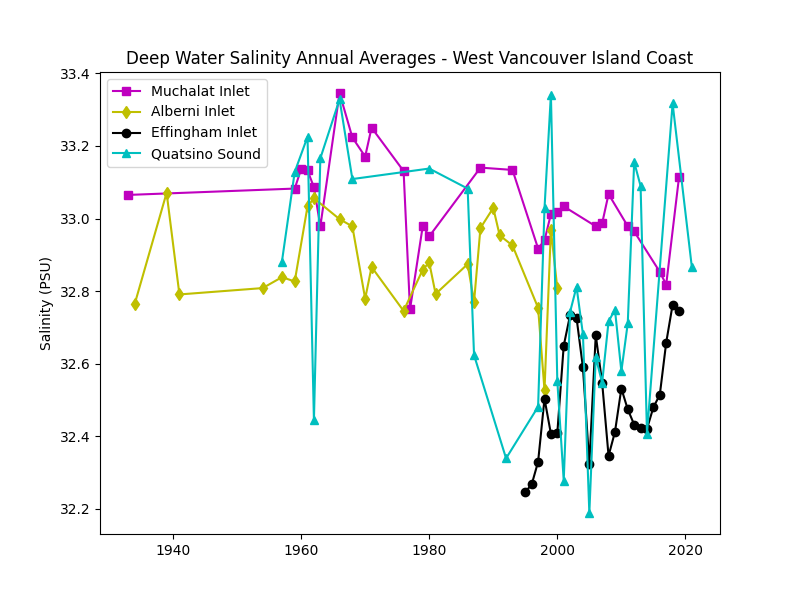 Deep Water Salinity Annual Averages - West Vancouver Island Coast
33.4
33.2
33.0
32.8
32.6
32.4
32.2
Salinity (PSU)
Muchalat Inlet
Alberni Inlet
Effingham Inlet
Quatsino Sound
1940 1960 1980 2000 2020